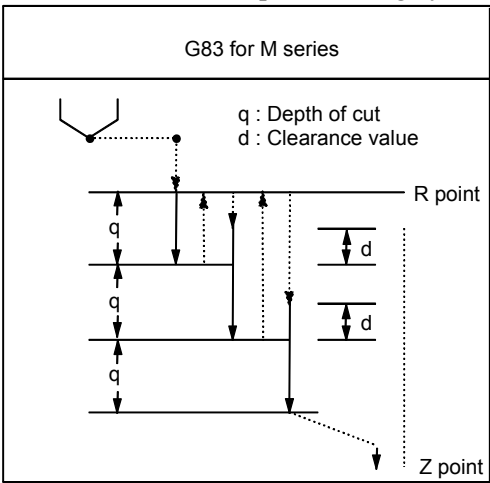 G83 for M series
q : Depth of cut
d : Clearance value
R point
q
d
q
d
q
Z point